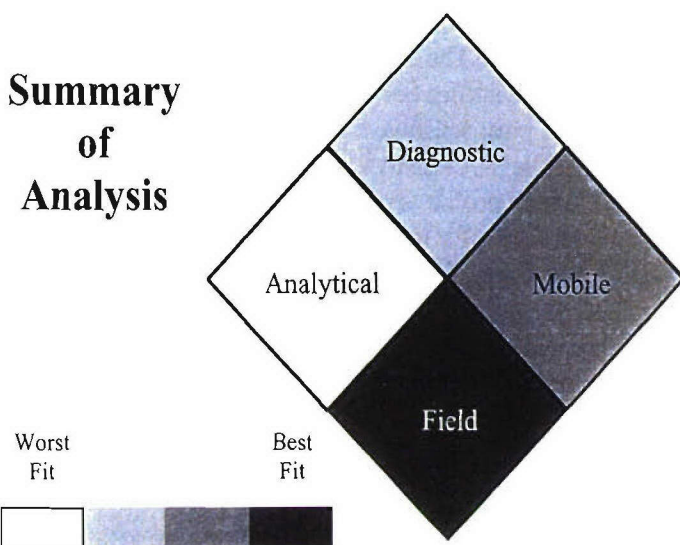 Summary
of
Analysis
Diagnostic
Analytical
Mobile
Field
Worst
Fit
Best
Fit